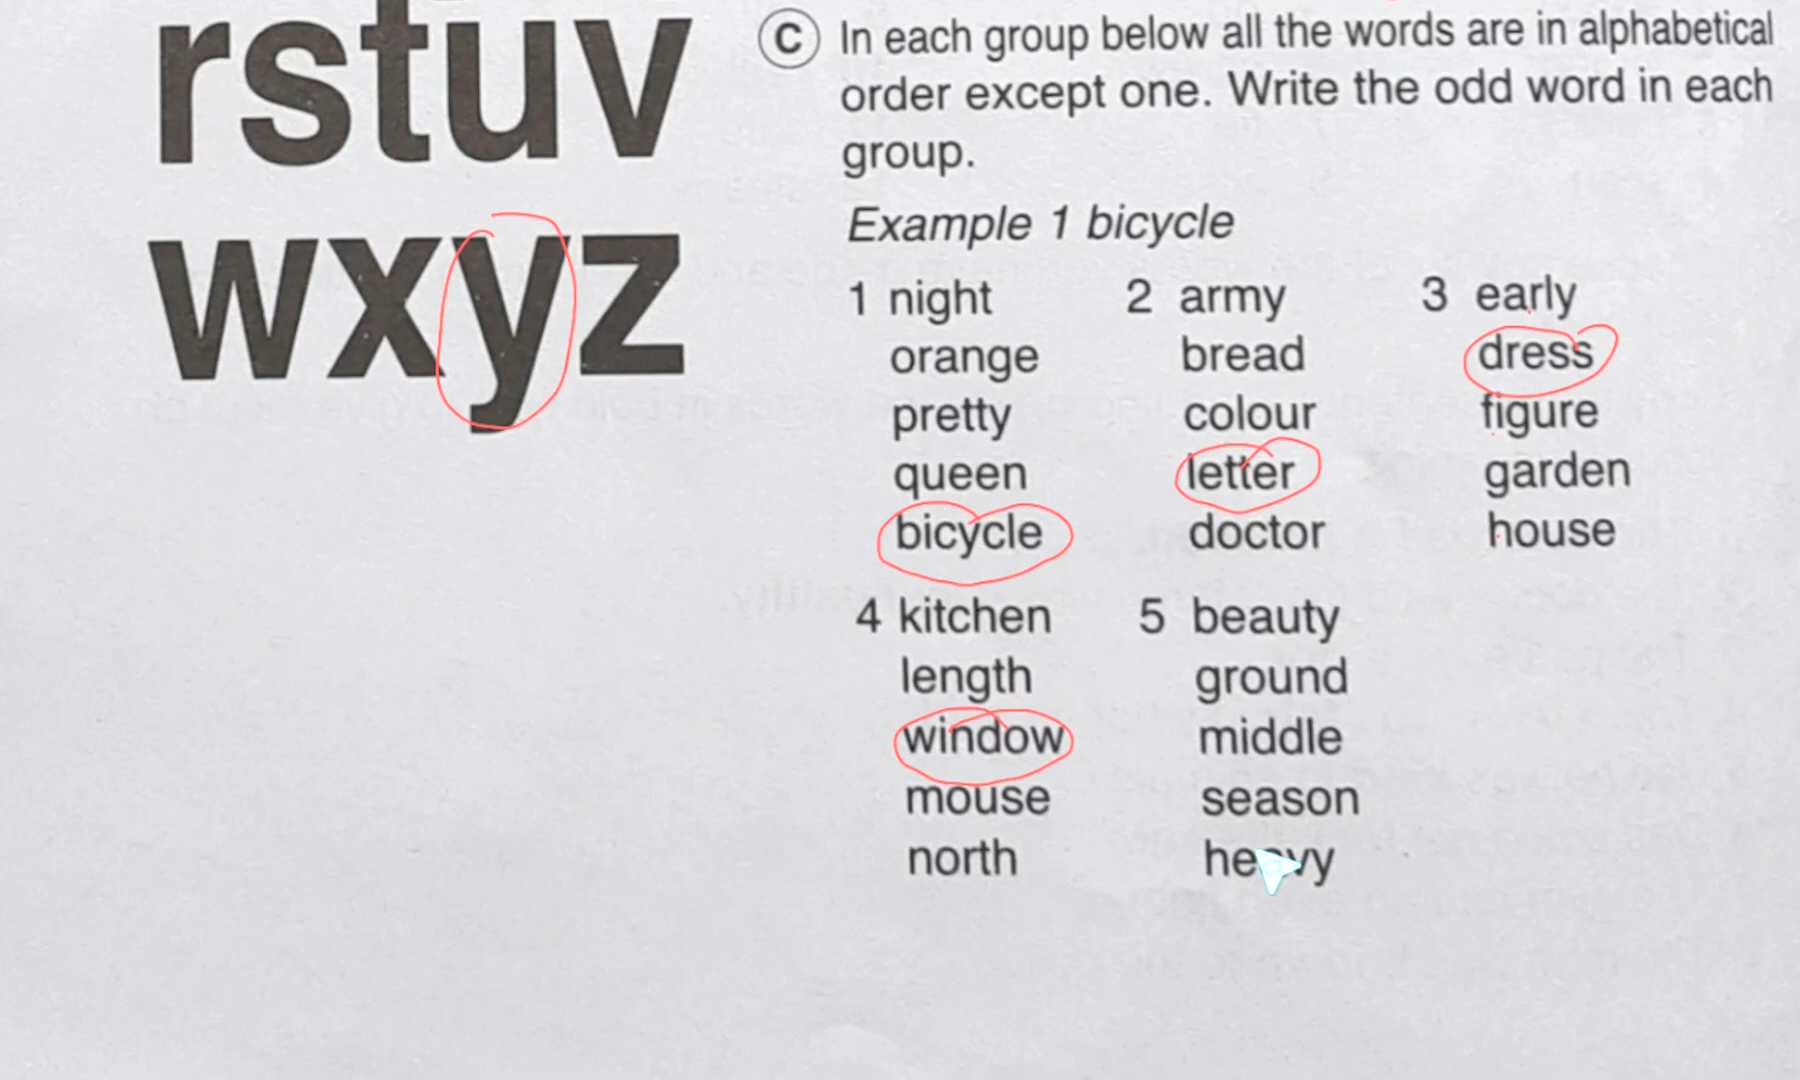 rstuv
wxyz
C In each group below all the words are in alphabetical
order except one. Write the odd word in each
group.
Example 1 bicycle
1 night
orange
pretty
queen
bicycle
2 army
bread
colour
letter
doctor
3 early
dress
figure
garden
house
4 kitchen
length
window
mouse
north
5 beauty
ground
middle
season
heavy